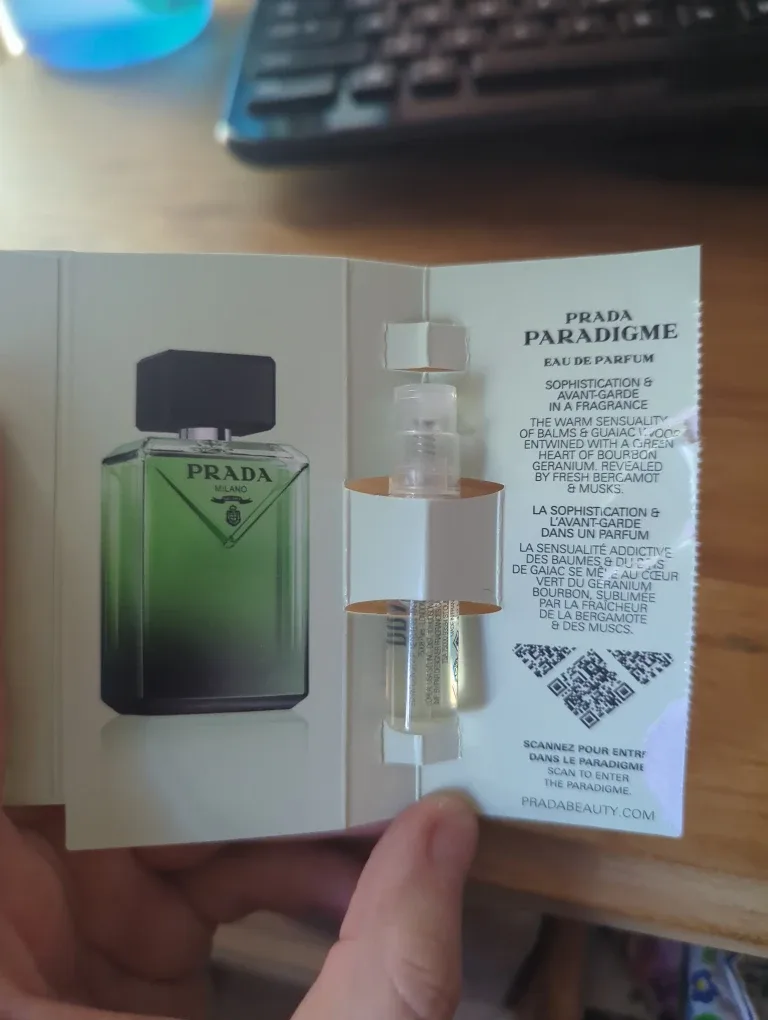 PRADA
MILANO
PRADA
PARADIGME
EAU DE PARFUM
SOPHISTICATION &
AVANT-GARDE
IN A FRAGRANCE
THE WARM SENSUALITY
OF BALMS & GUAIAC WOOD
ENTWINED WITH A GREEN
HEART OF BOURBON
GERANIUM. REVEALED
BY FRESH BERGAMOT
& MUSKS.
LA SOPHISTICATION &
L'AVANT-GARDE
DANS UN PARFUM
LA SENSUALITÉ ADDICTIVE
DES BAUMES & DU BOIS
DE GAÏAC SE MÊLE AU CŒUR
VERT DU GERANIUM
BOURBON, SUBLIMÉE
PAR LA FRAÎCHEUR
DE LA BERGAMOTE
& DES MUSCS.
SCANNEZ POUR ENTR
DANS LE PARADIGME
SCAN TO ENTER
THE PARADIGME.
PRADABEAUTY.COM